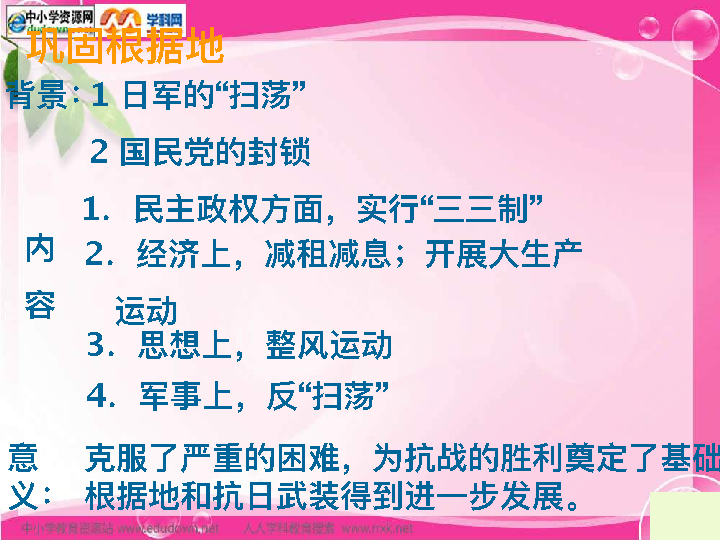 中小学资源网 学科网
巩固根据地
背景：1 日军的“扫荡”
2 国民党的封锁
1．民主政权方面，实行“三三制”
内 2．经济上，减租减息；开展大生产
容 运动
3．思想上，整风运动
4．军事上，反“扫荡”
意 克服了严重的困难，为抗战的胜利奠定了基础
义： 根据地和抗日武装得到进一步发展。
中小学教育资源站 www.edudown.net 人人学科教育搜索 www.rrxk.net